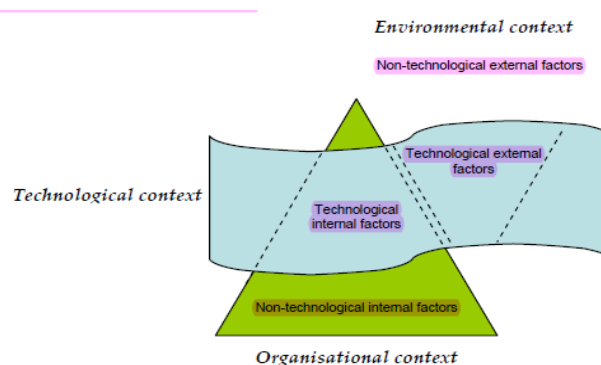 Environmental context
Non-technological external factors
Technological external
factors
Technological context
Technological
internal factors
Non-technological internal factors
Organisational context